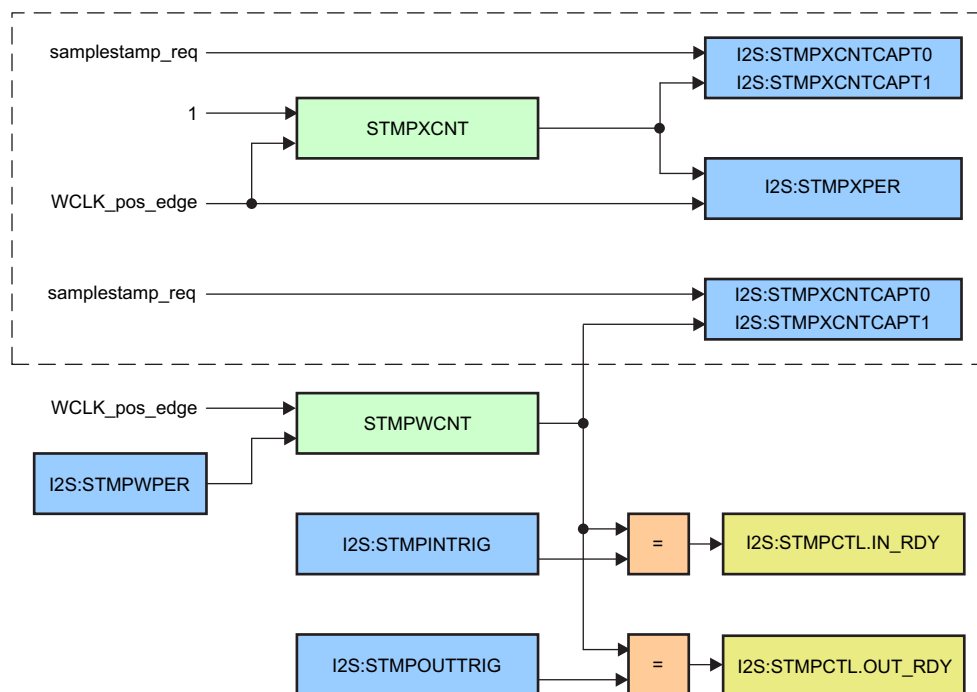 samplestamp_req
I2S:STMPXCNTCAPT0
I2S:STMPXCNTCAPT1
1
STMPXCNT
WCLK_pos_edge
I2S:STMPXPER
samplestamp_req
I2S:STMPXCNTCAPT0
I2S:STMPXCNTCAPT1
WCLK_pos_edge
STMPWCNT
I2S:STMPWPER
I2S:STMPINTRIG
=
I2S:STMPCTL.IN_RDY
I2S:STMPOUTTRIG
=
I2S:STMPCTL.OUT_RDY